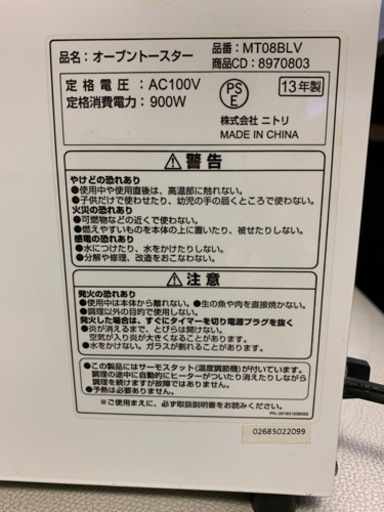 品名：オーブントースター
品番：MT08BLV
商品CD：8970803
定格電圧：AC100V
定格消費電力：900W
PS
E
13年製
株式会社 ニトリ
MADE IN CHINA
警告
やけどの恐れあり
●使用中や使用直後は、高温部に触れない。
●子供だけで使わせたり、幼児の手の届くところで使わない。
火災の恐れあり
●可燃物などの近くで使わない。
●燃えやすいものを本体の上に置いたり、被せたりしない。
感電の恐れあり
●水につけたり、水をかけたりしない。
●分解や修理、改造をおこなわない。
注意
発火の恐れあり
●使用中は本体から離れない。●生の魚や肉を直接焼かない。
●調理以外の目的で使用しない。
発火した場合は、すぐにタイマーを切り電源プラグを抜く
●炎が消えるまで、とびらは開けない。
空気が入り炎が大きくなることがあります。
●水をかけない。ガラスが割れることがあります。
●この製品にはサーモスタット(温度調節機)が付いています。
調理の途中に自動的にヒーターがついたり消えたりしながら
調理を続けますが故障ではありません。
●予熱は必要ありません。
※ご使用まえに、必ず取扱説明書をお読みください。
02685022099